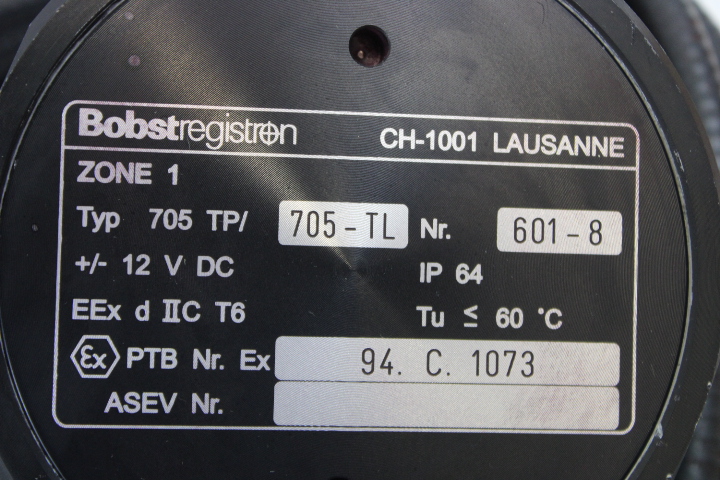 Bobstregistron CH-1001 LAUSANNE
ZONE 1
Typ 705 TP/ 705-TL Nr. 601-8
+/- 12 V DC IP 64
EEx d IIC T6 Tu ≤ 60 °C
Ex PTB Nr. Ex 94. C. 1073
ASEV Nr.